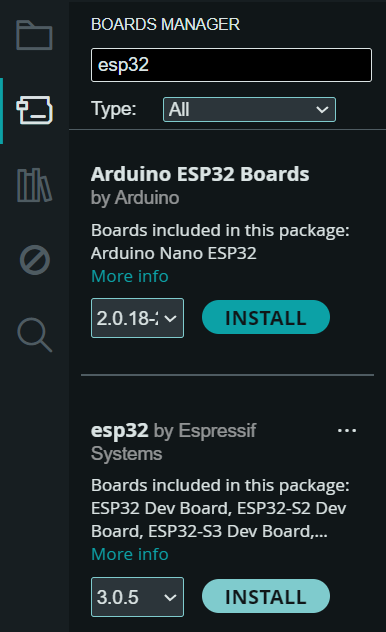 BOARDS MANAGER
esp32
Type: All
Arduino ESP32 Boards
by Arduino
Boards included in this package:
Arduino Nano ESP32
More info
2.0.18-
INSTALL
esp32 by Espressif
...
Systems
Boards included in this package:
ESP32 Dev Board, ESP32-S2 Dev
Board, ESP32-S3 Dev Board,...
More info
3.0.5
INSTALL